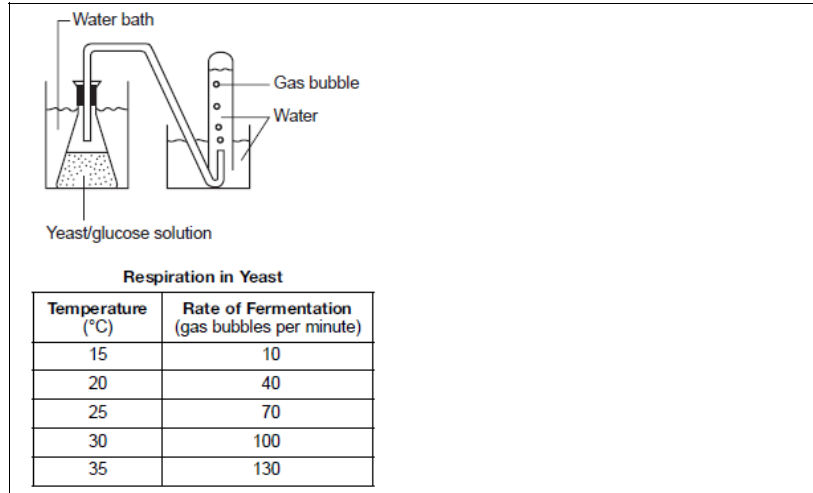 Water bath
Gas bubble
Water
Yeast/glucose solution
Respiration in Yeast
Temperature (°C) Rate of Fermentation (gas bubbles per minute)
15 10
20 40
25 70
30 100
35 130